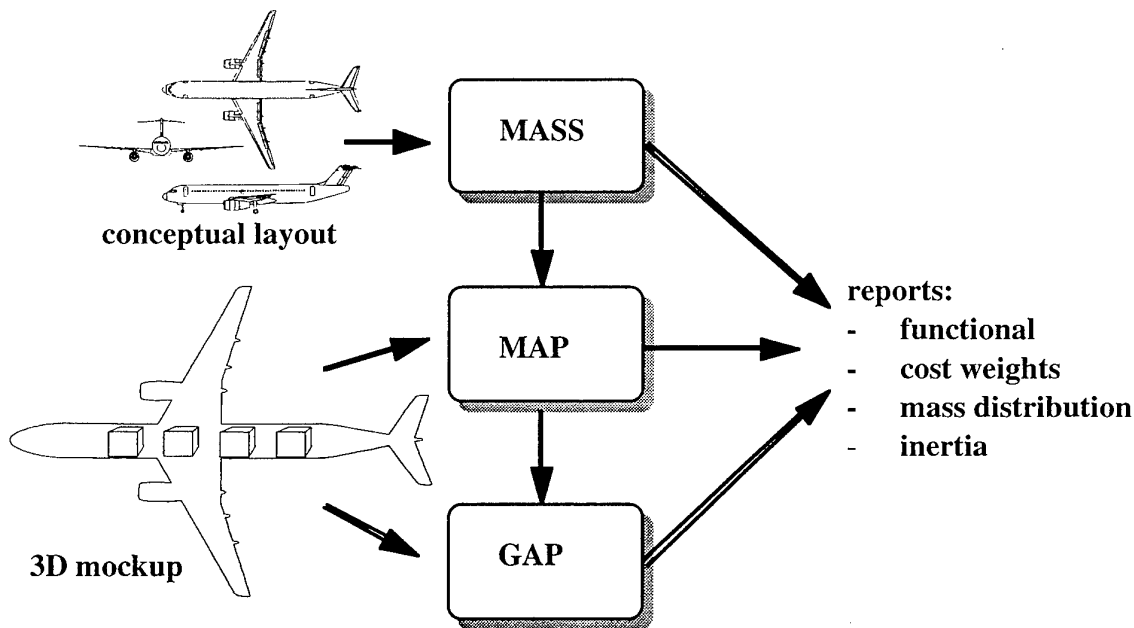 MASS
conceptual layout
MAP
reports:
- functional
- cost weights
- mass distribution
- inertia
3D mockup
GAP